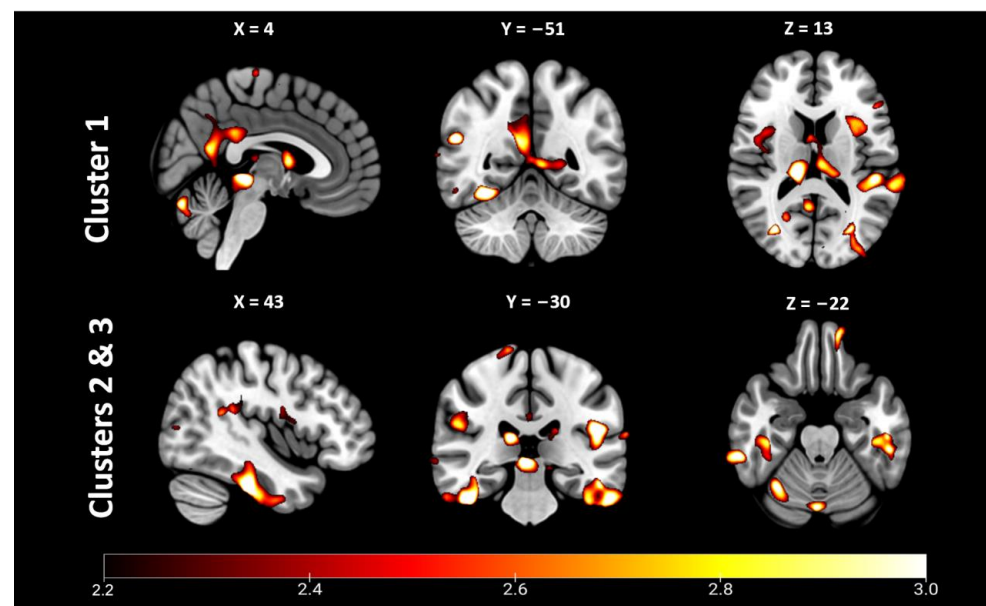 X = 4
Y = −51
Z = 13
Cluster 1
X = 43
Y = −30
Z = −22
Clusters 2 & 3
2.2
2.4
2.6
2.8
3.0